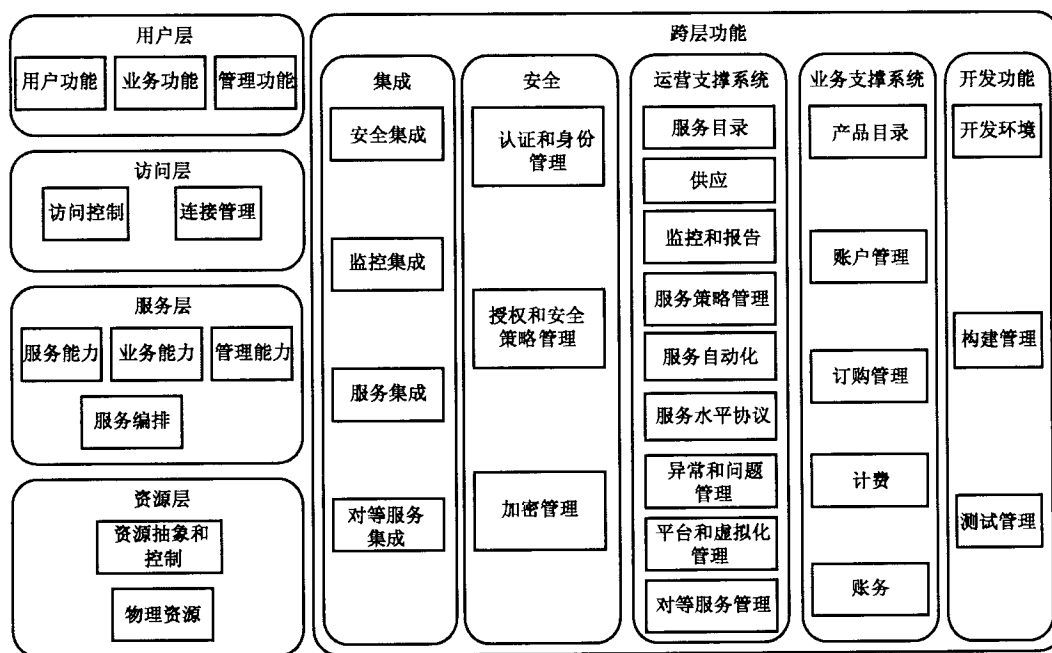 用户层
用户功能
业务功能
管理功能
访问层
访问控制
连接管理
服务层
服务能力
业务能力
管理能力
服务编排
资源层
资源抽象和
控制
物理资源
跨层功能
集成
安全集成
监控集成
服务集成
对等服务
集成
安全
认证和身份
管理
授权和安全
策略管理
加密管理
运营支撑系统
服务目录
供应
监控和报告
服务策略管理
服务自动化
服务水平协议
异常和问题
管理
平台和虚拟化
管理
对等服务管理
业务支撑系统
产品目录
账户管理
订购管理
计费
账务
开发功能
开发环境
构建管理
测试管理